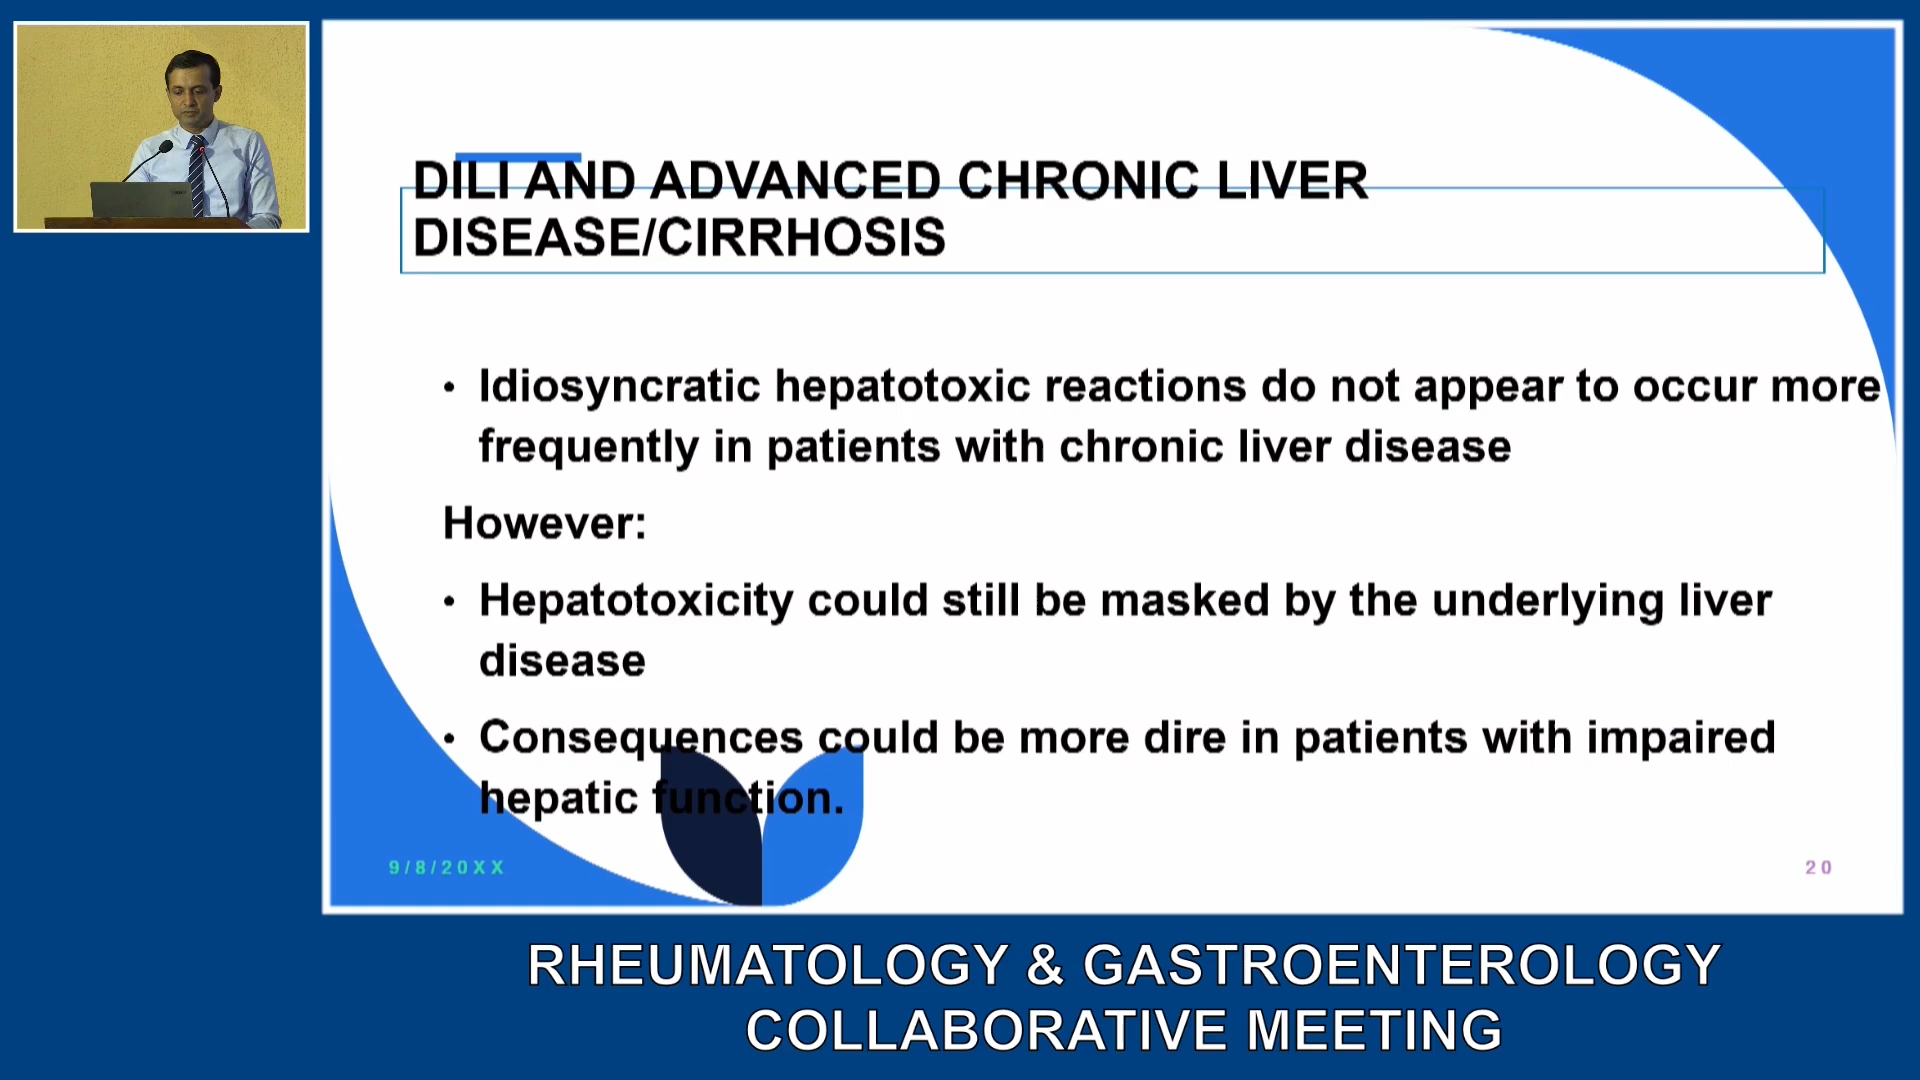 DILI AND ADVANCED CHRONIC LIVER
DISEASE/CIRRHOSIS
• Idiosyncratic hepatotoxic reactions do not appear to occur more
frequently in patients with chronic liver disease
However:
• Hepatotoxicity could still be masked by the underlying liver
disease
• Consequences could be more dire in patients with impaired
hepatic function.
9/8/20XX
20
RHEUMATOLOGY & GASTROENTEROLOGY
COLLABORATIVE MEETING